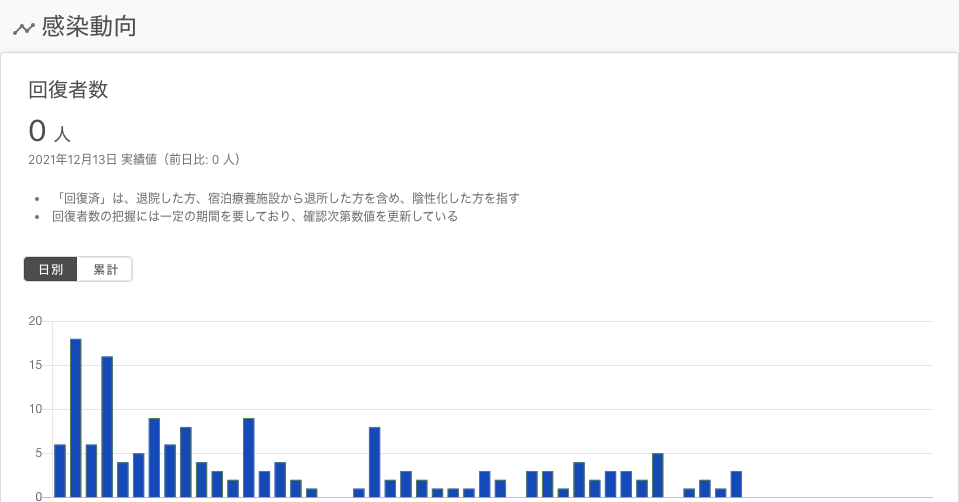 感染動向
回復者数
0 人
2021年12月13日 実績値（前日比: 0 人）
「回復済」は、退院した方、宿泊療養施設から退所した方を含め、陰性化した方を指す
回復者数の把握には一定の期間を要しており、確認次第数値を更新している
日別 累計
20
15
10
5
0